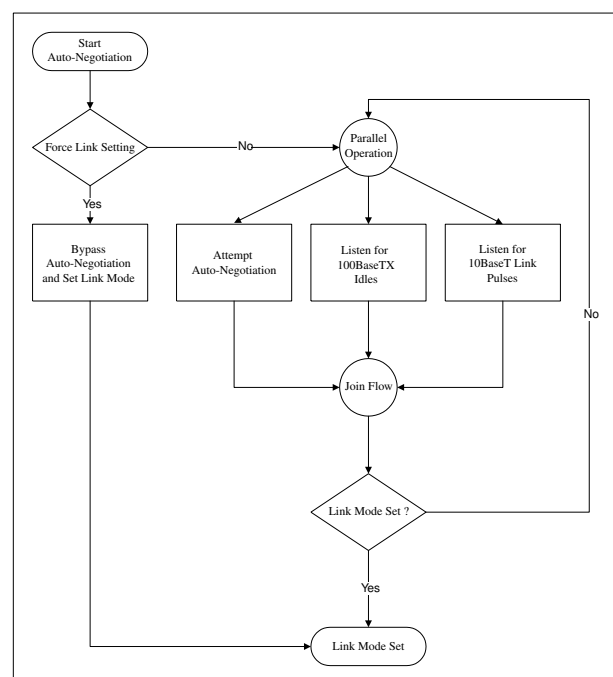 Start
Auto-Negotiation
Force Link Setting
No
Parallel
Operation
Yes
Bypass
Auto-Negotiation
and Set Link Mode
Attempt
Auto-Negotiation
Listen for
100BaseTX
Idles
Listen for
10BaseT Link
Pulses
No
Join Flow
Link Mode Set ?
Yes
Link Mode Set